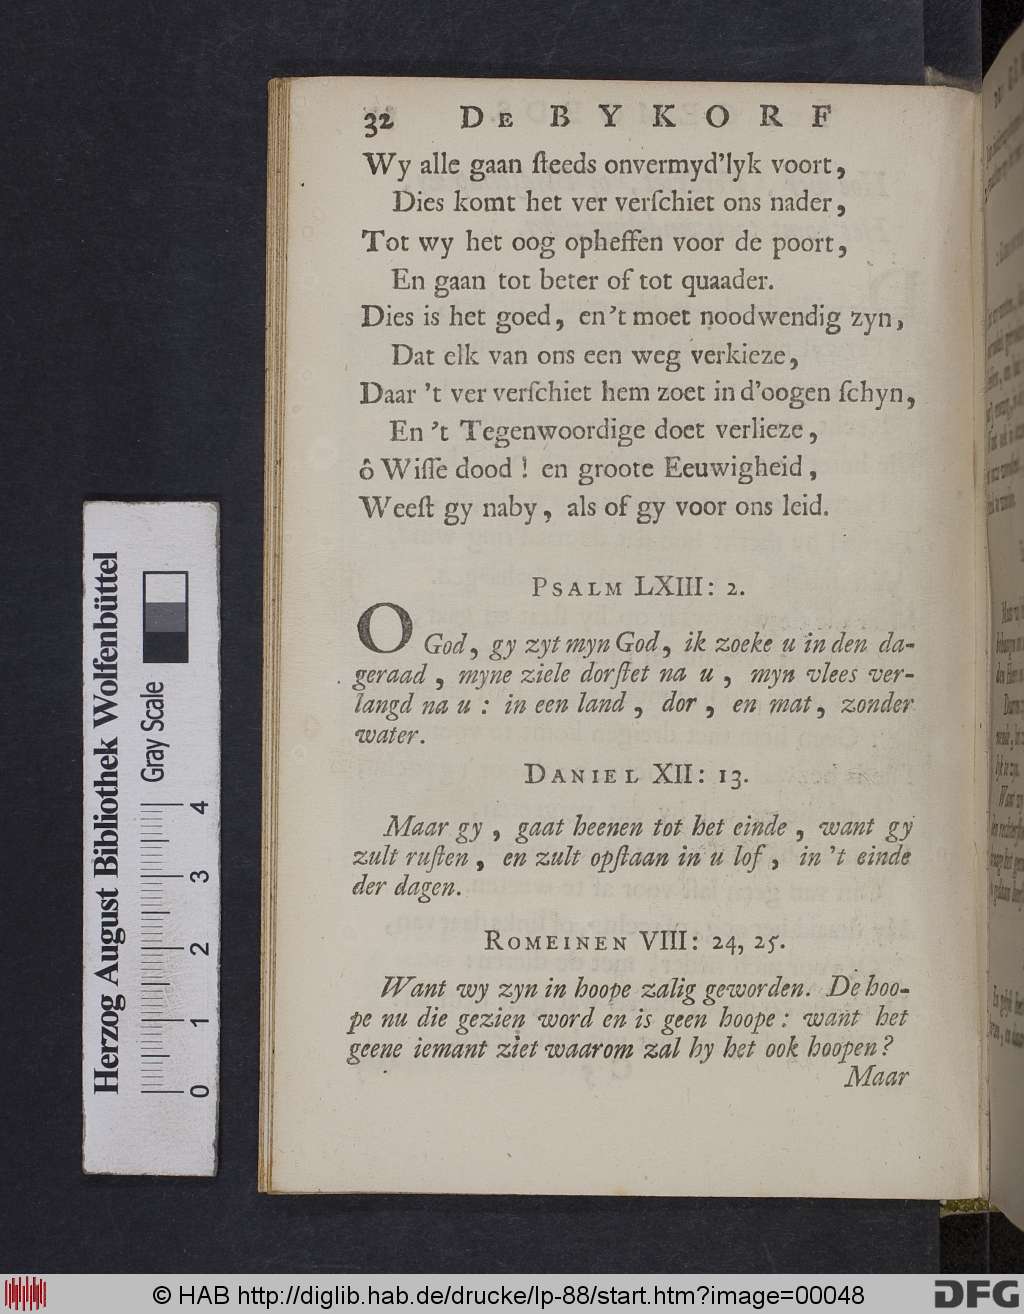 32 De BYKORF
Wy alle gaan ſteeds onvermyd’lyk voort,
Dies komt het ver verſchiet ons nader,
Tot wy het oog opheffen voor de poort,
En gaan tot beter of tot quaader.
Dies is het goed, en ’t moet noodwendig zyn,
Dat elk van ons een weg verkieze,
Daar ’t ver verſchiet hem zoet in d’oogen ſchyn,
En ’t Tegenwoordige doet verlieze,
ô Wiſſe dood! en groote Eeuwigheid,
Weeſt gy naby, als of gy voor ons leid.
PSALM LXIII: 2.
O God, gy zyt myn God, ik zoeke u in den da-
geraad, myne ziele dorſtet na u, myn vlees ver-
langd na u: in een land, dor, en mat, zonder
water.
DANIEL XII: 13.
Maar gy, gaat heenen tot het einde, want gy
zult ruſten, en zult opſtaan in u lof, in ’t einde
der dagen.
ROMEINEN VIII: 24, 25.
Want wy zyn in hoope zalig geworden. De hoo-
pe nu die gezien word en is geen hoope: want het
geene iemant ziet waarom zal hy het ook hoopen?
Maar
Herzog August Bibliothek Wolfenbüttel
Gray Scale
0 1 2 3 4
© HAB http://diglib.hab.de/drucke/lp-88/start.htm?image=00048
DFG